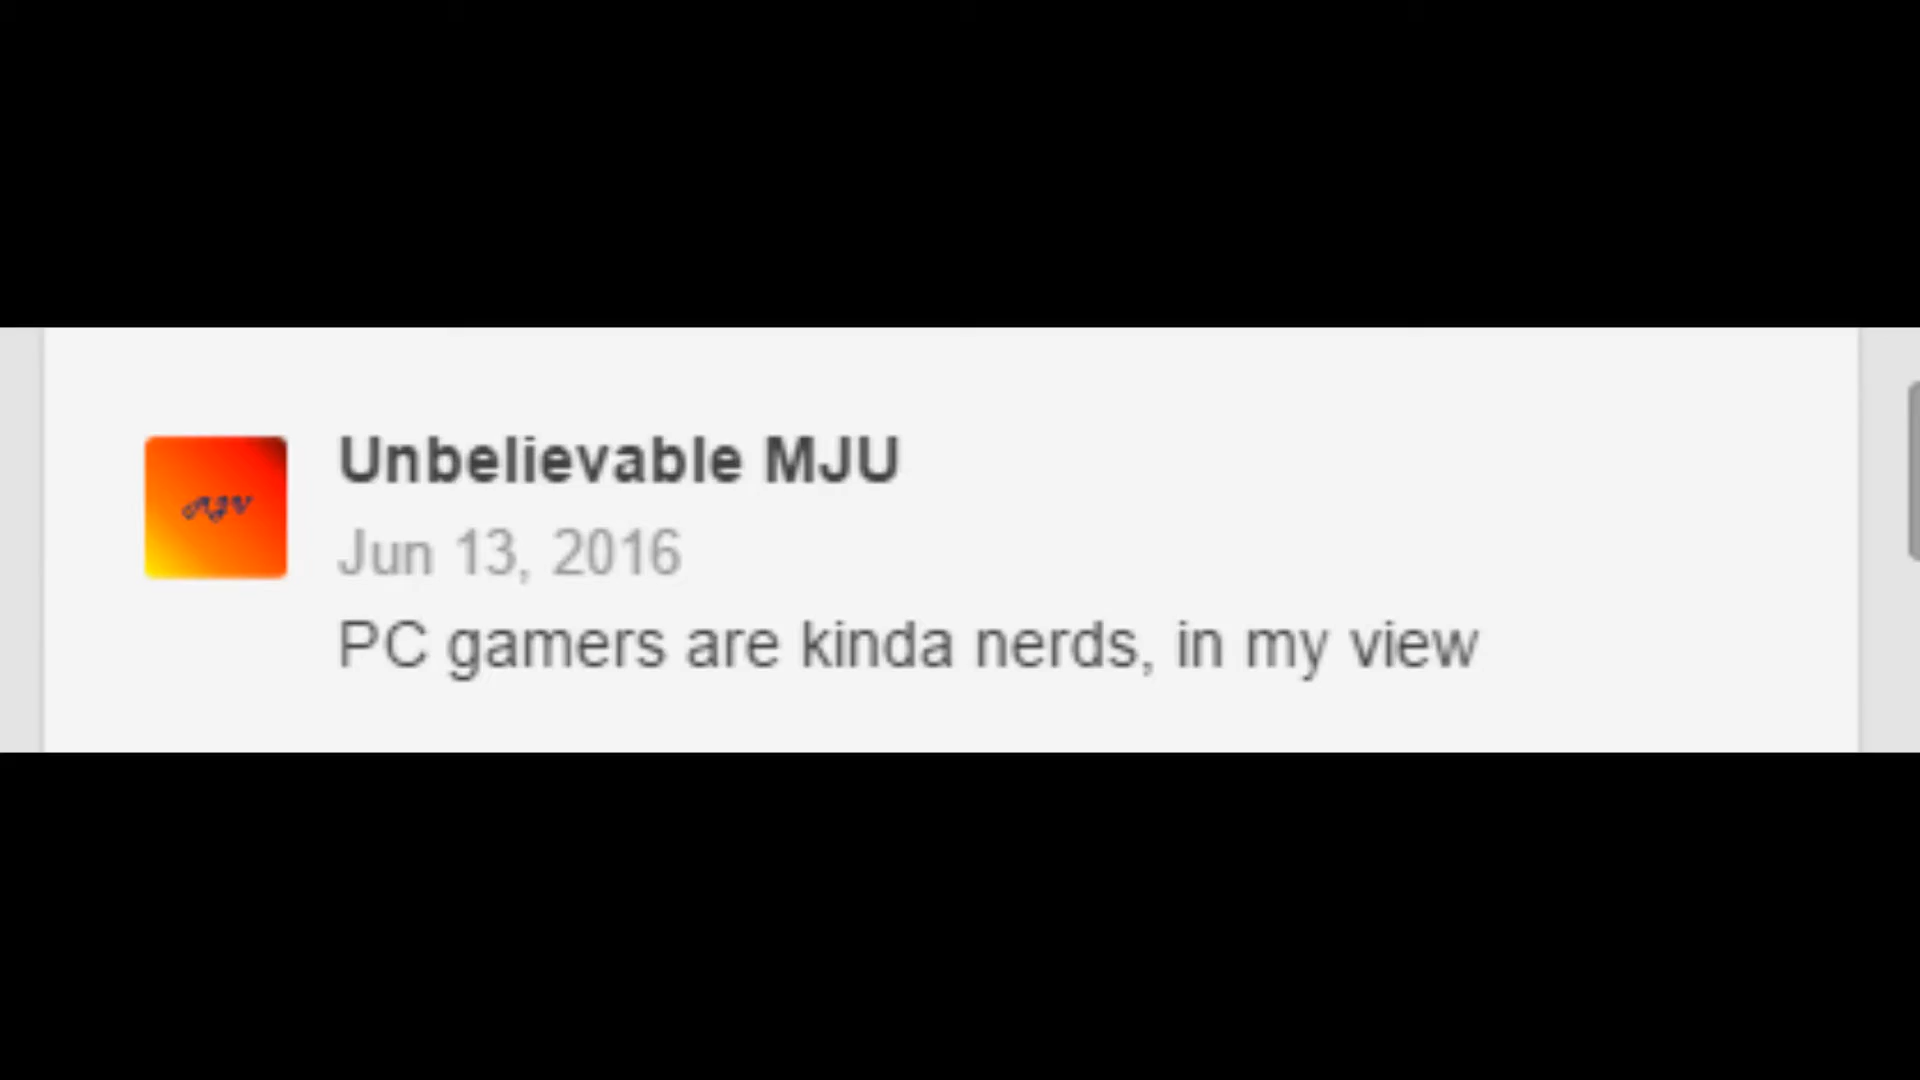 Unbelievable MJU
Jun 13, 2016
PC gamers are kinda nerds, in my view